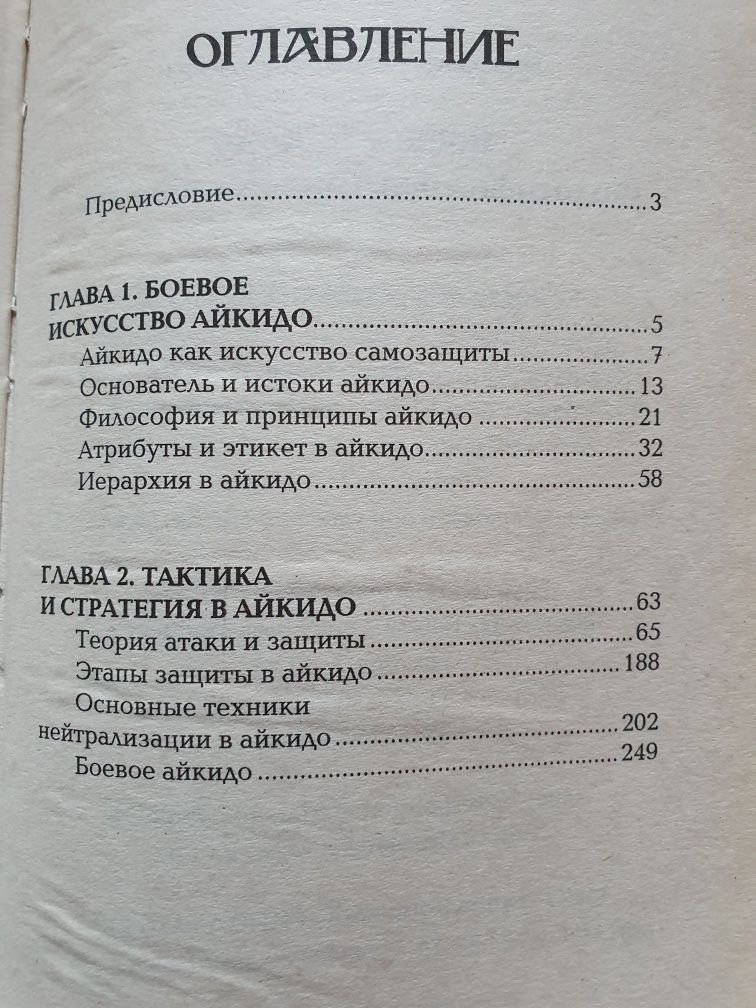 ОГЛАВЛЕНИЕ
Предисловие.................................................3
ГЛАВА 1. БОЕВОЕ
ИСКУССТВО АЙКИДО........................................5
Айкидо как искусство самозащиты.................7
Основатель и истоки айкидо...........................13
Философия и принципы айкидо ......................21
Атрибуты и этикет в айкидо............................32
Иерархия в айкидо..........................................58
ГЛАВА 2. ТАКТИКА
И СТРАТЕГИЯ В АЙКИДО ..................................63
Теория атаки и защиты...................................65
Этапы защиты в айкидо..................................188
Основные техники
нейтрализации в айкидо.....................................202
Боевое айкидо ................................................249